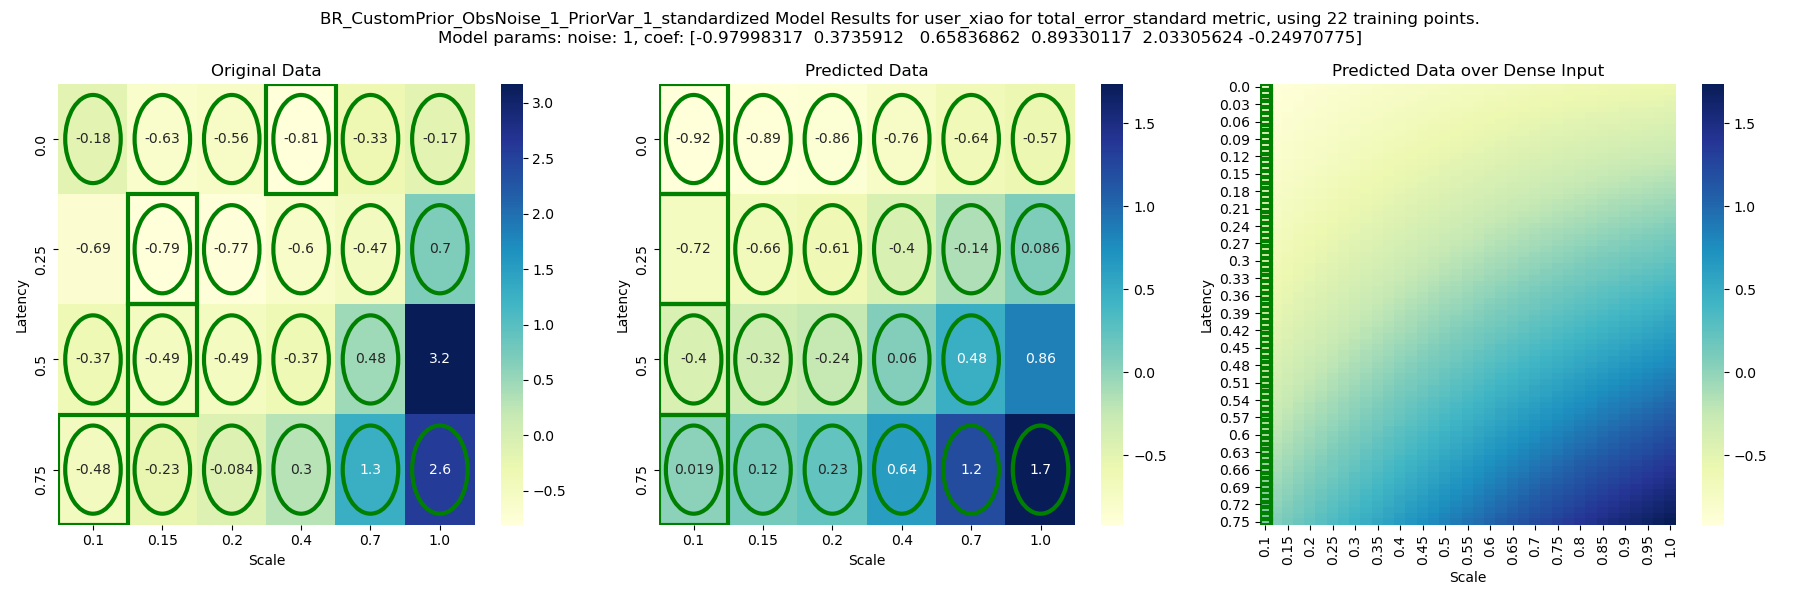 BR_CustomPrior_ObsNoise_1_PriorVar_1_standardized Model Results for user_xiao for total_error_standard metric, using 22 training points.
Model params: noise: 1, coef: [-0.97998317 0.3735912 0.65836862 0.89330117 2.03305624 -0.24970775]
Original Data
Latency
0.0 -0.18 -0.63 -0.56 -0.81 -0.33 -0.17
0.25 -0.69 -0.79 -0.77 -0.6 -0.47 0.7
0.5 -0.37 -0.49 -0.49 -0.37 0.48 3.2
0.75 -0.48 -0.23 -0.084 0.3 1.3 2.6
0.1 0.15 0.2 0.4 0.7 1.0
Scale
3.0
2.5
2.0
1.5
1.0
0.5
0.0
−0.5
Predicted Data
Latency
0.0 -0.92 -0.89 -0.86 -0.76 -0.64 -0.57
0.25 -0.72 -0.66 -0.61 -0.4 -0.14 0.086
0.5 -0.4 -0.32 -0.24 0.06 0.48 0.86
0.75 0.019 0.12 0.23 0.64 1.2 1.7
0.1 0.15 0.2 0.4 0.7 1.0
Scale
1.5
1.0
0.5
0.0
−0.5
Predicted Data over Dense Input
Latency
0.0
0.03
0.06
0.09
0.12
0.15
0.18
0.21
0.24
0.27
0.3
0.33
0.36
0.39
0.42
0.45
0.48
0.51
0.54
0.57
0.6
0.63
0.66
0.69
0.72
0.75
0.1 0.15 0.2 0.25 0.3 0.35 0.4 0.45 0.5 0.55 0.6 0.65 0.7 0.75 0.8 0.85 0.9 0.95 1.0
Scale
1.5
1.0
0.5
0.0
−0.5